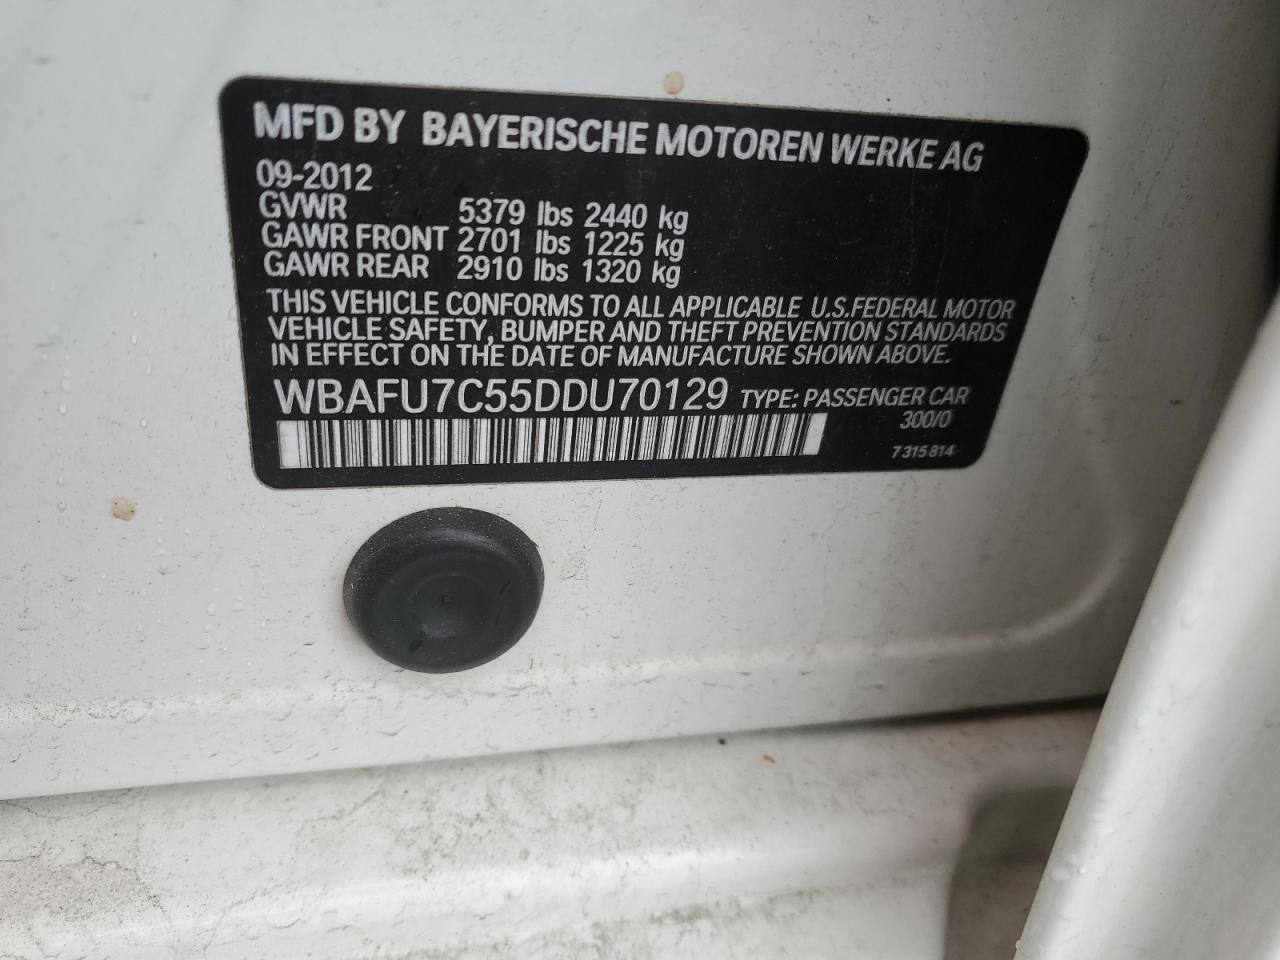 MFD BY BAYERISCHE MOTOREN WERKE AG
09-2012
GVWR 5379 lbs 2440 kg
GAWR FRONT 2701 lbs 1225 kg
GAWR REAR 2910 lbs 1320 kg
THIS VEHICLE CONFORMS TO ALL APPLICABLE U.S.FEDERAL MOTOR
VEHICLE SAFETY, BUMPER AND THEFT PREVENTION STANDARDS
IN EFFECT ON THE DATE OF MANUFACTURE SHOWN ABOVE.
WBAFU7C55DDU70129 TYPE: PASSENGER CAR
300/0
7 315 814